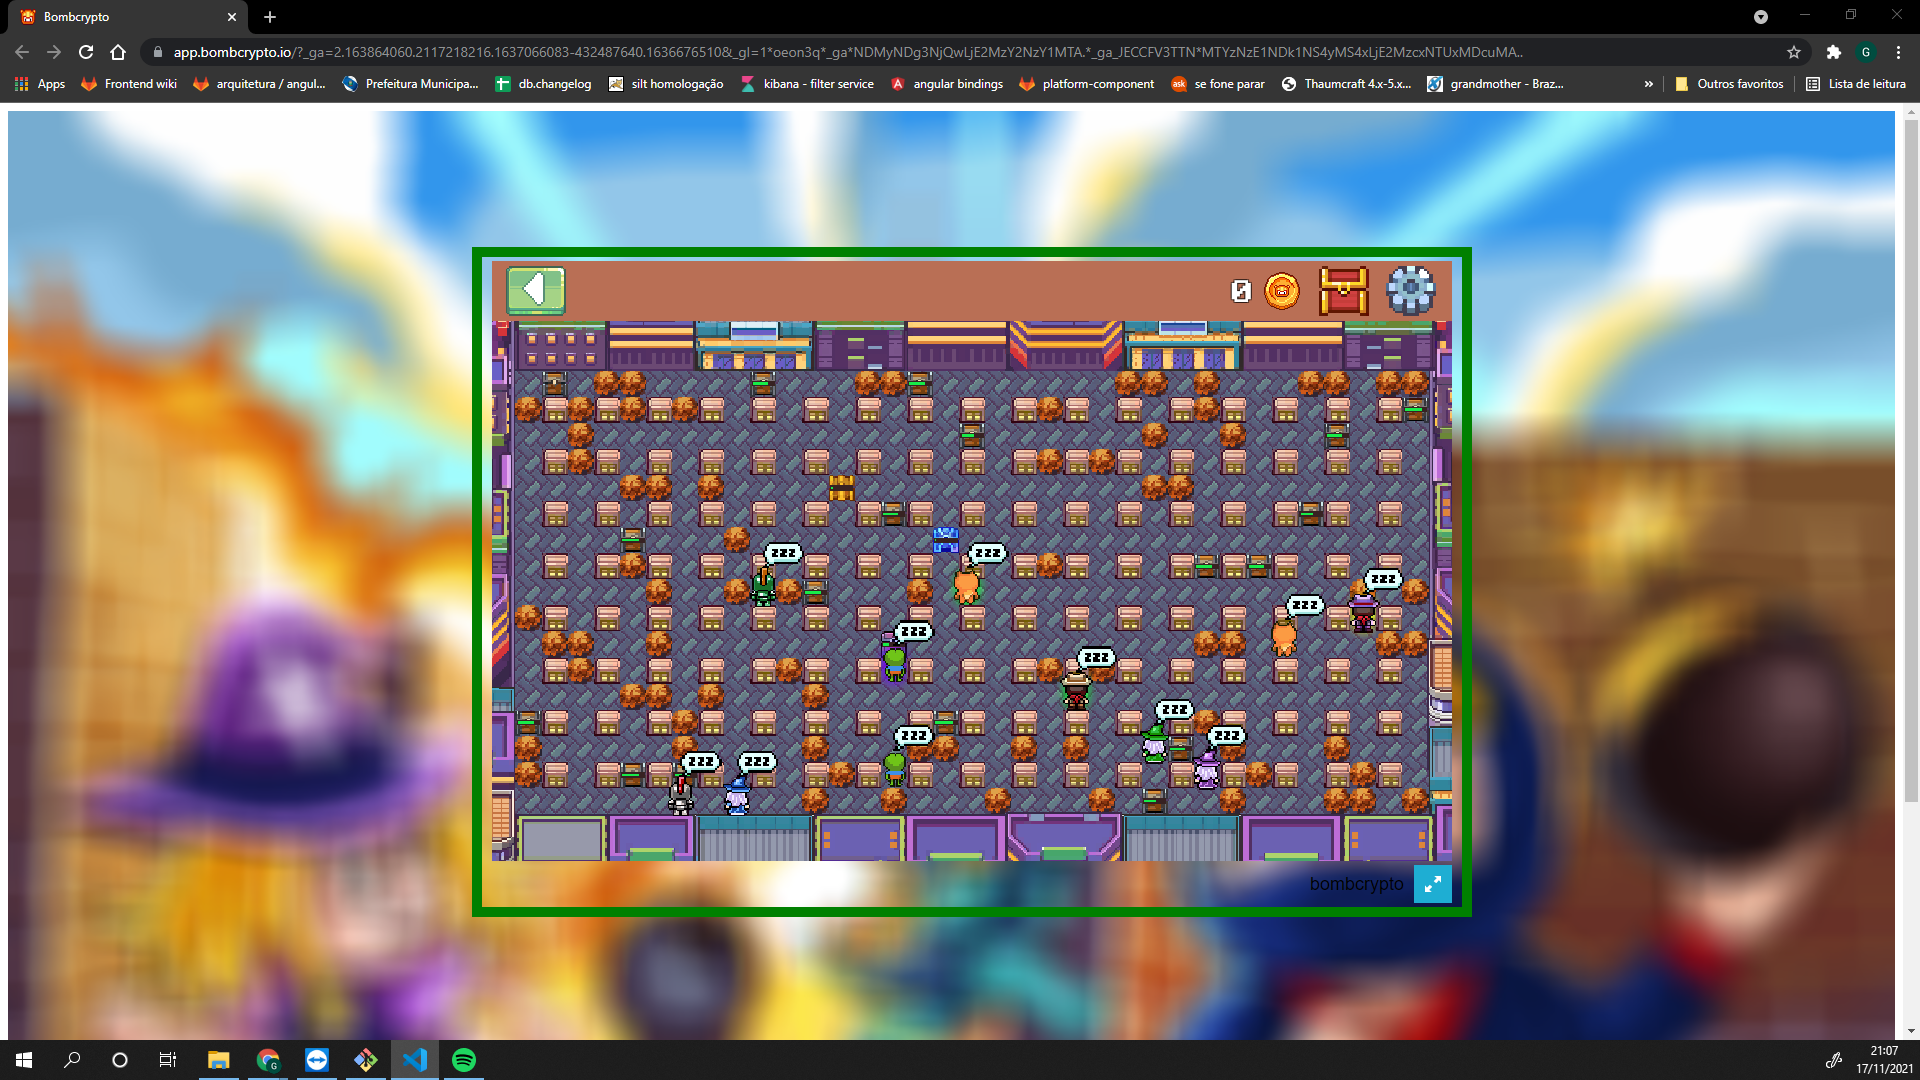 Bombcrypto
app.bombcrypto.io/?_ga=2.163864060.2117218216.1637066083-432487640.1636676510&_gl=1*oeon3q*_ga*NDMyNDg3NjQwLjE2MzY2NzY1MTA.*_ga_JECCFV3TTN*MTYzNzE1NDk1NS4yMS4xLjE2MzcxNTUxMDcuMA..
G
Apps Frontend wiki arquitetura / angul... Prefeitura Municipa... db.changelog silt homologação kibana - filter service angular bindings platform-component ask se fone parar Thaumcraft 4.x-5.x... grandmother - Braz... » Outros favoritos Lista de leitura
0
zzz zzz
zzz
zzz
zzz
zzz
zzz
zzz zzz
zzz zzz
bombcrypto
21:07
17/11/2021